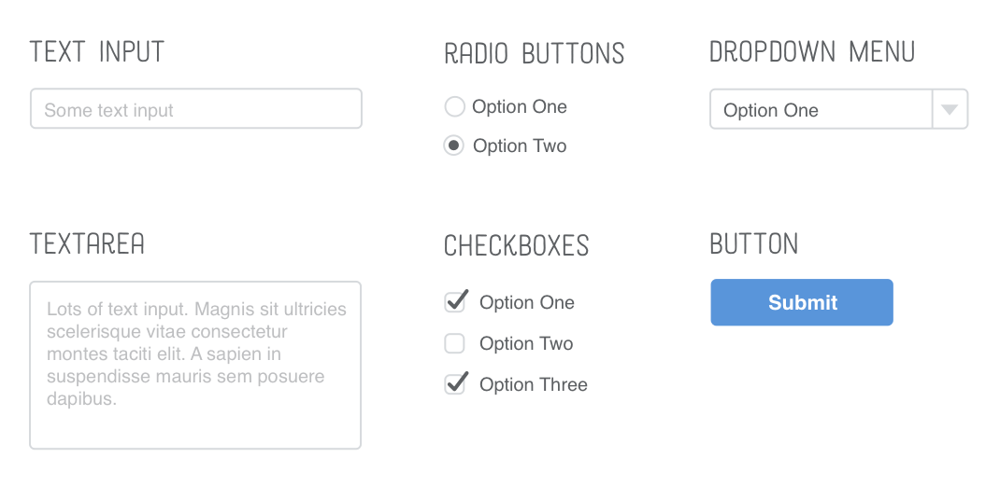 TEXT INPUT
Some text input
RADIO BUTTONS
Option One
Option Two
DROPDOWN MENU
Option One
TEXTAREA
Lots of text input. Magnis sit ultricies
scelerisque vitae consectetur
montes taciti elit. A sapien in
suspendisse mauris sem posuere
dapibus.
CHECKBOXES
Option One
Option Two
Option Three
BUTTON
Submit